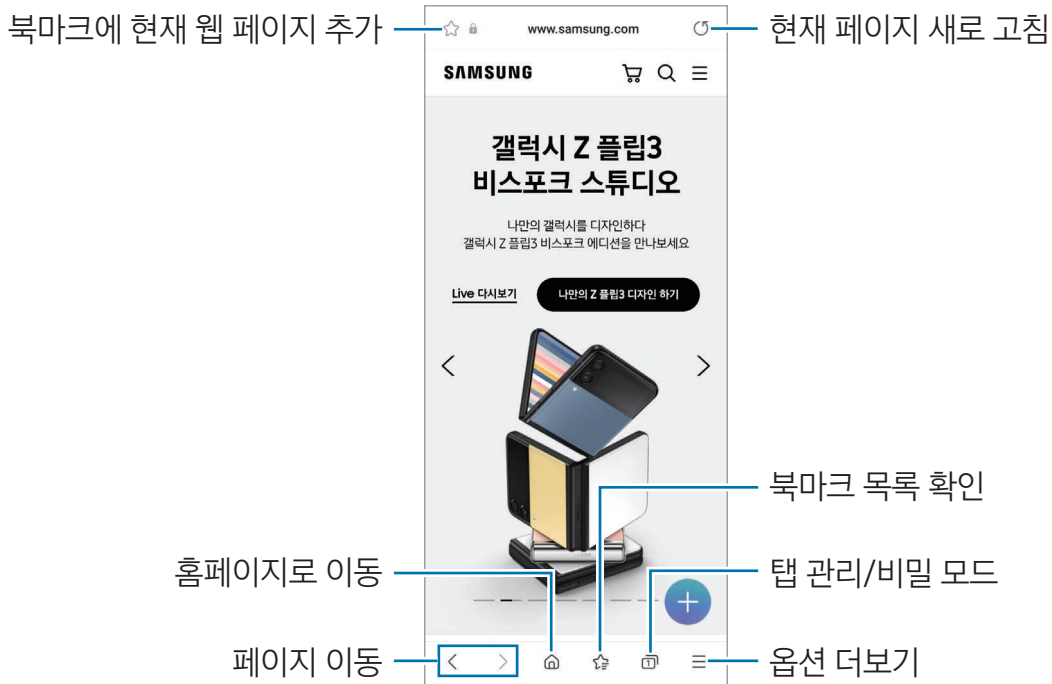 북마크에 현재 웹 페이지 추가
www.samsung.com
현재 페이지 새로 고침
SAMSUNG
갤럭시 Z 플립3
비스포크 스튜디오
나만의 갤럭시를 디자인하다
갤럭시 Z 플립3 비스포크 에디션을 만나보세요
Live 다시보기
나만의 Z 플립3 디자인 하기
북마크 목록 확인
홈페이지로 이동
탭 관리/비밀 모드
페이지 이동
1
옵션 더보기